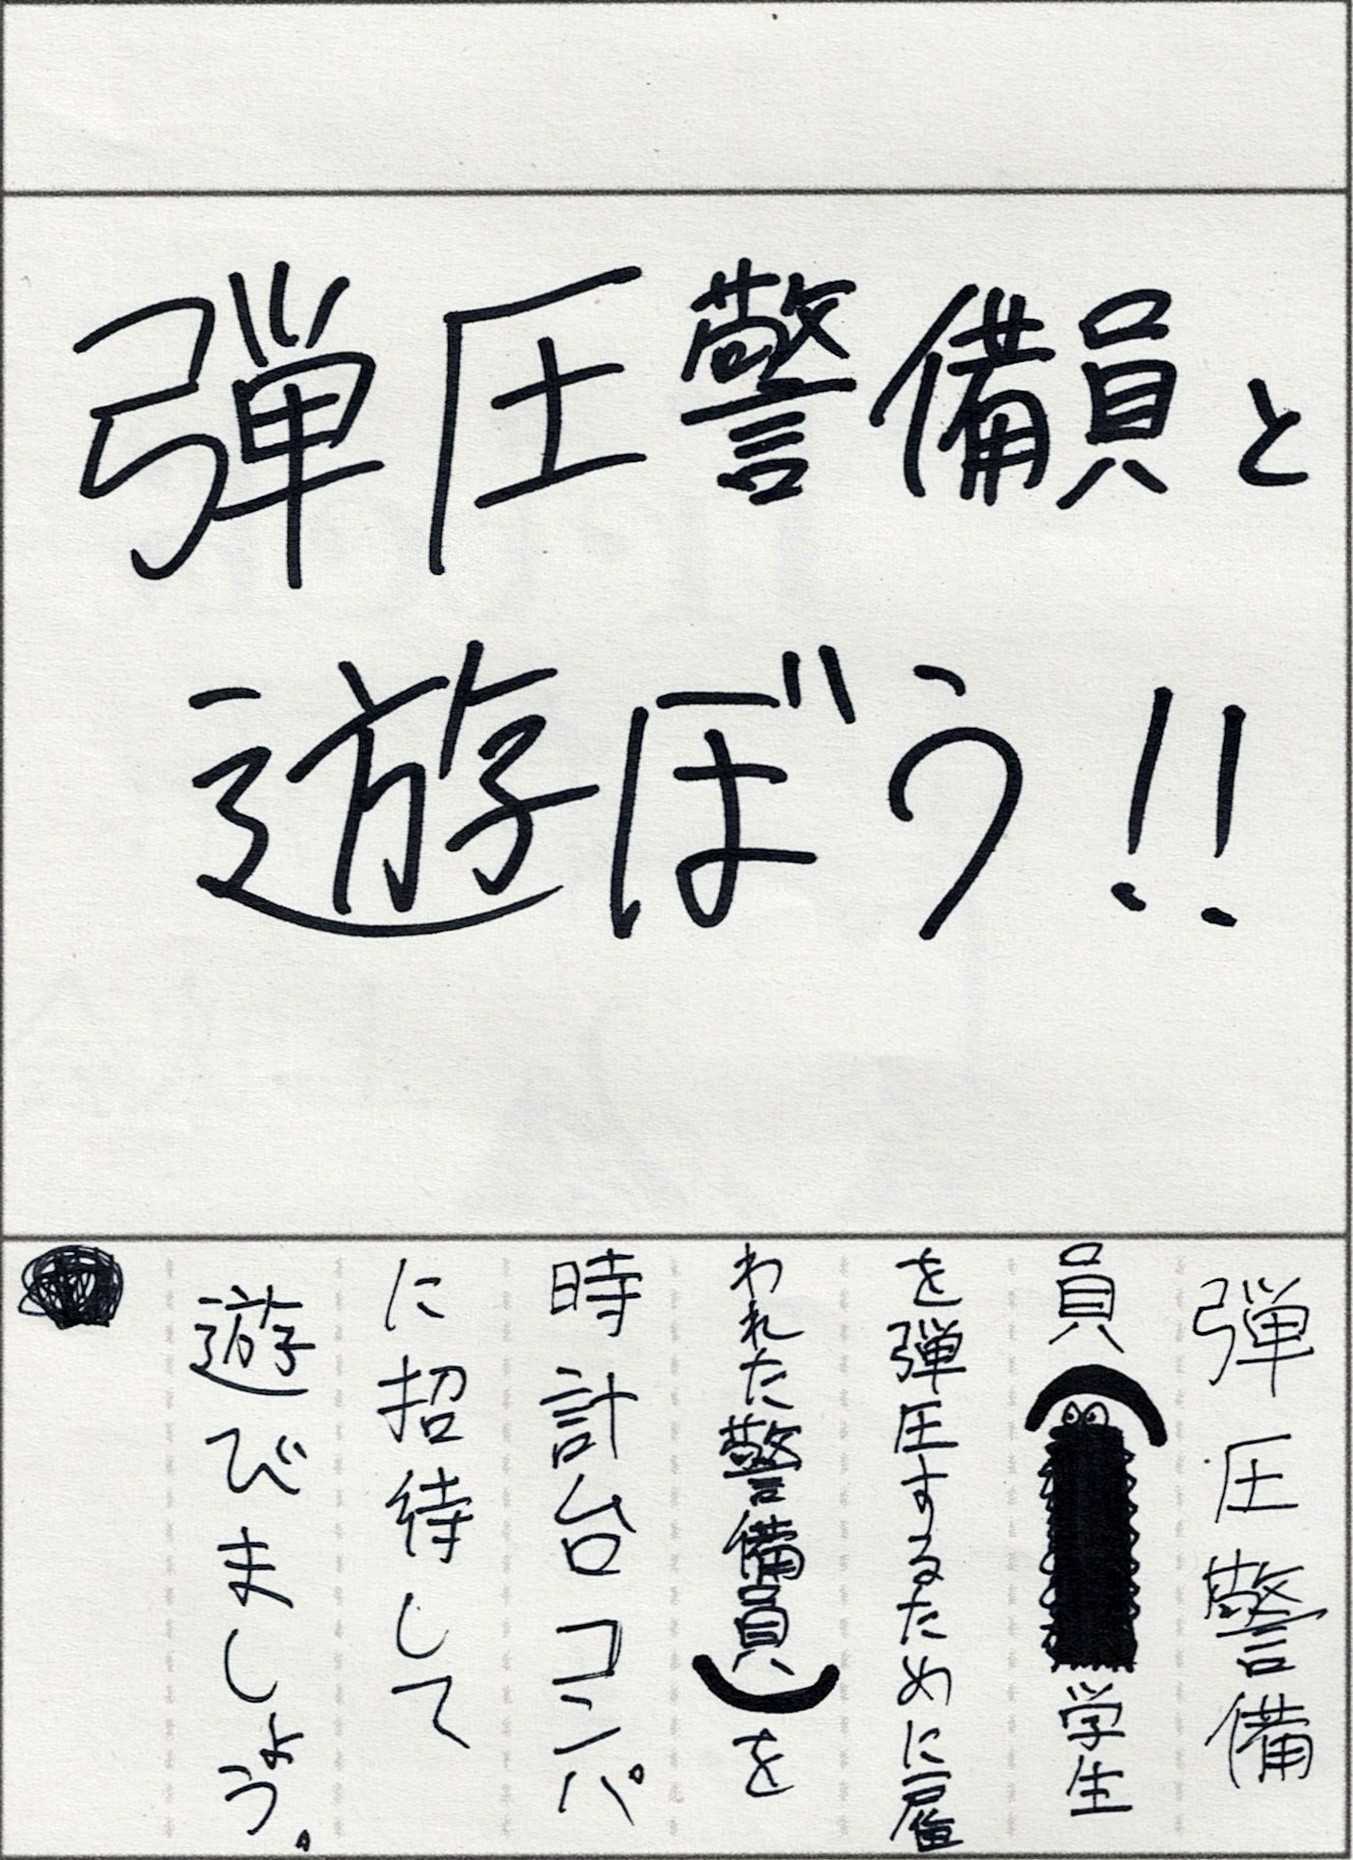 弾圧警備員と
遊ぼう!!
弾圧警備
員(学生
を弾圧するために雇
われた警備員)を
時計台コンパ
に招待して
遊びましょう。